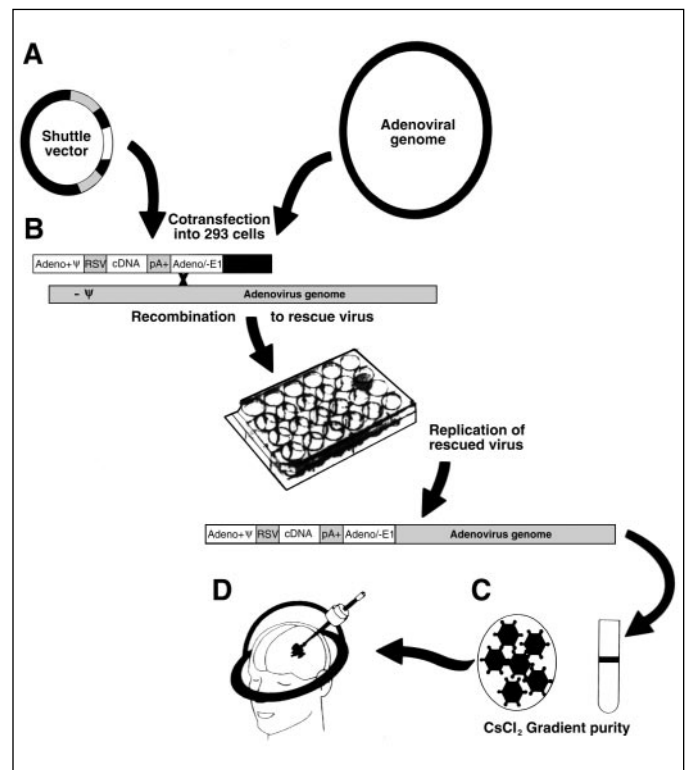 A
Shuttle
vector
Adenoviral
genome
Cotransfection
into 293 cells
B
Adeno+Ψ RSV cDNA pA+ Adeno/-E1
- Ψ Adenovirus genome
Recombination to rescue virus
Replication of
rescued virus
Adeno+Ψ RSV cDNA pA+ Adeno/-E1 Adenovirus genome
D
C
CsCl₂ Gradient purity